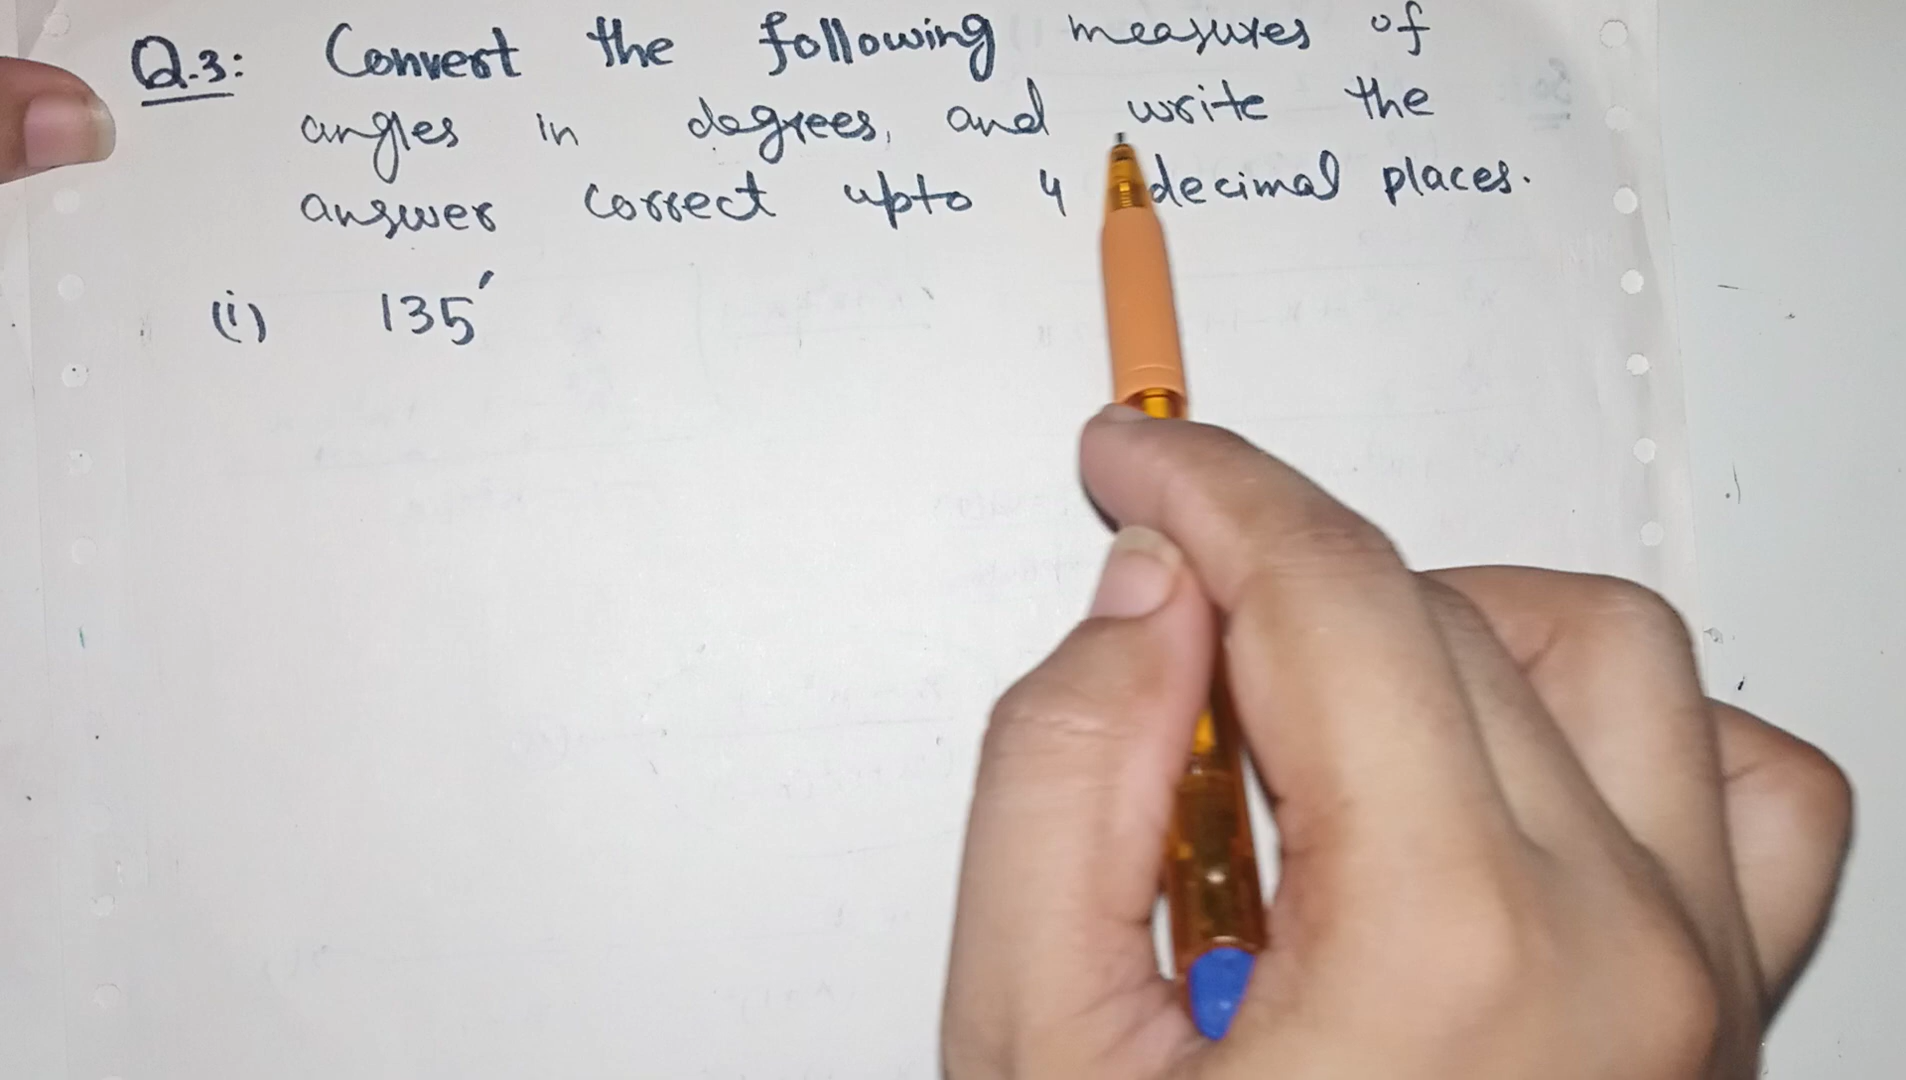 Q.3: Convert the following measures of
angles in degrees, and write the
answer correct upto 4 decimal places.
(i) 135′